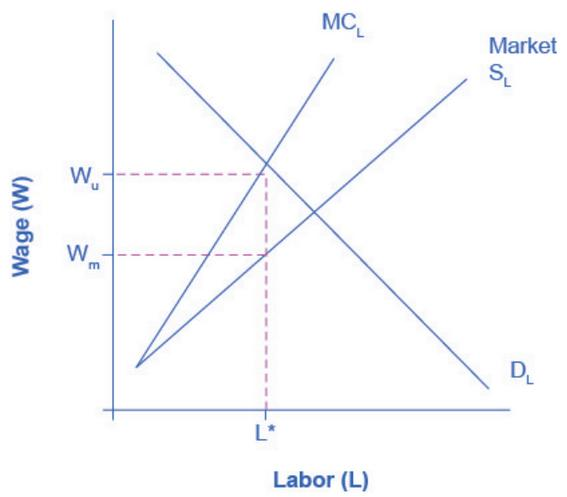 MC_L
Market
S_L
W_u
Wage (W)
W_m
D_L
L*
Labor (L)